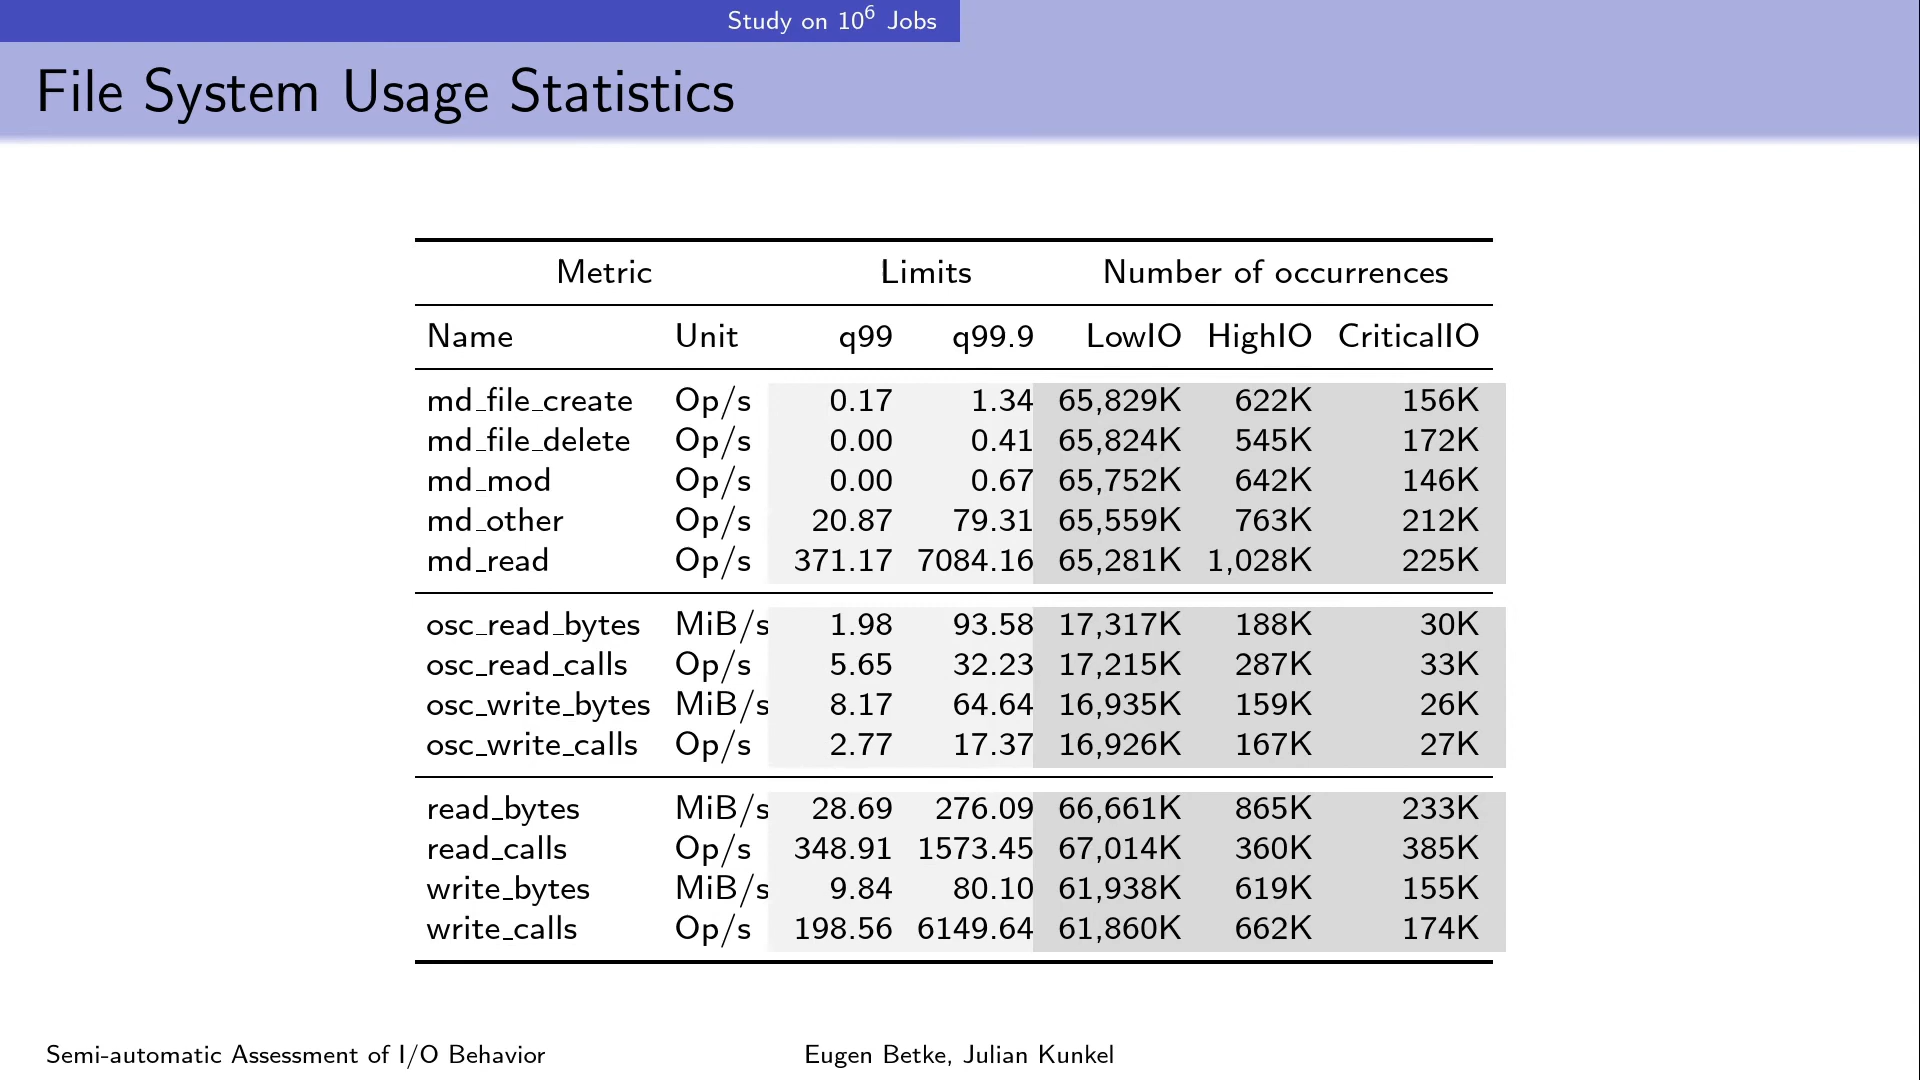 Study on 10⁶ Jobs
File System Usage Statistics
Metric Limits Number of occurrences
Name Unit q99 q99.9 LowIO HighIO CriticalIO
md_file_create Op/s 0.17 1.34 65,829K 622K 156K
md_file_delete Op/s 0.00 0.41 65,824K 545K 172K
md_mod Op/s 0.00 0.67 65,752K 642K 146K
md_other Op/s 20.87 79.31 65,559K 763K 212K
md_read Op/s 371.17 7084.16 65,281K 1,028K 225K
osc_read_bytes MiB/s 1.98 93.58 17,317K 188K 30K
osc_read_calls Op/s 5.65 32.23 17,215K 287K 33K
osc_write_bytes MiB/s 8.17 64.64 16,935K 159K 26K
osc_write_calls Op/s 2.77 17.37 16,926K 167K 27K
read_bytes MiB/s 28.69 276.09 66,661K 865K 233K
read_calls Op/s 348.91 1573.45 67,014K 360K 385K
write_bytes MiB/s 9.84 80.10 61,938K 619K 155K
write_calls Op/s 198.56 6149.64 61,860K 662K 174K
Semi-automatic Assessment of I/O Behavior Eugen Betke, Julian Kunkel